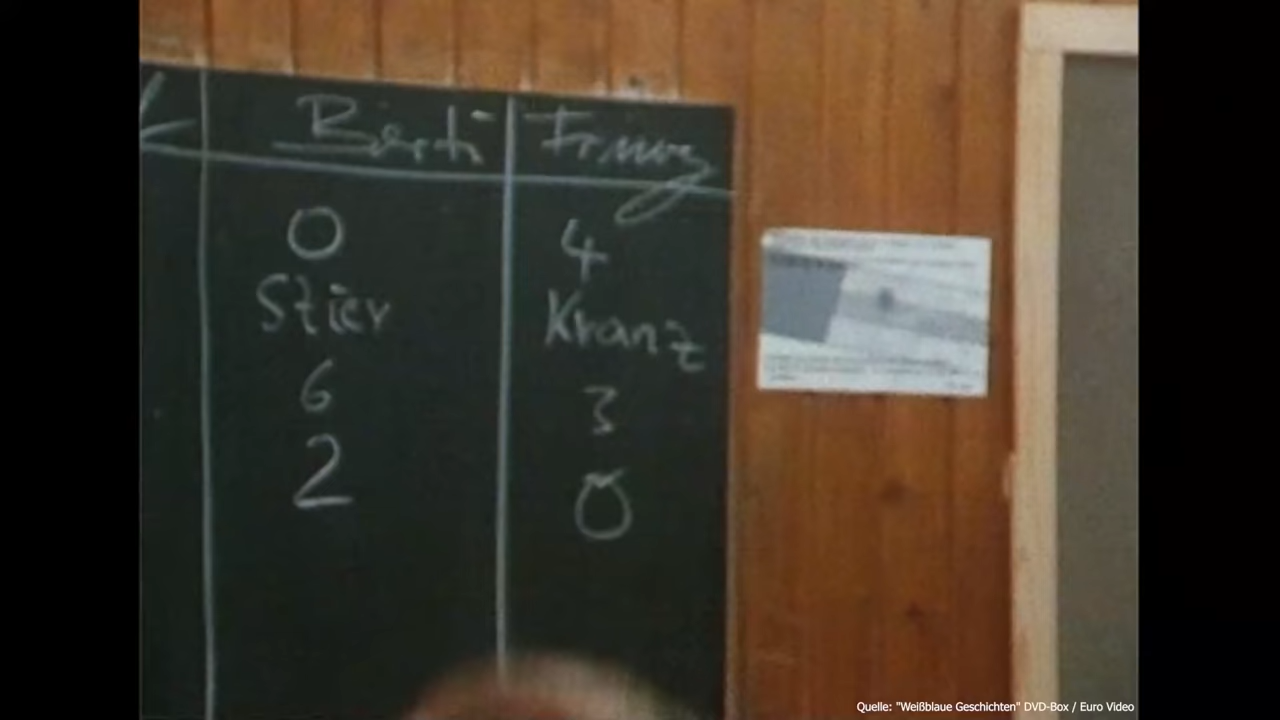 Berti Franz
0 4
Stier Kranz
6 3
2 0
Quelle: "Weißblaue Geschichten" DVD-Box / Euro Video